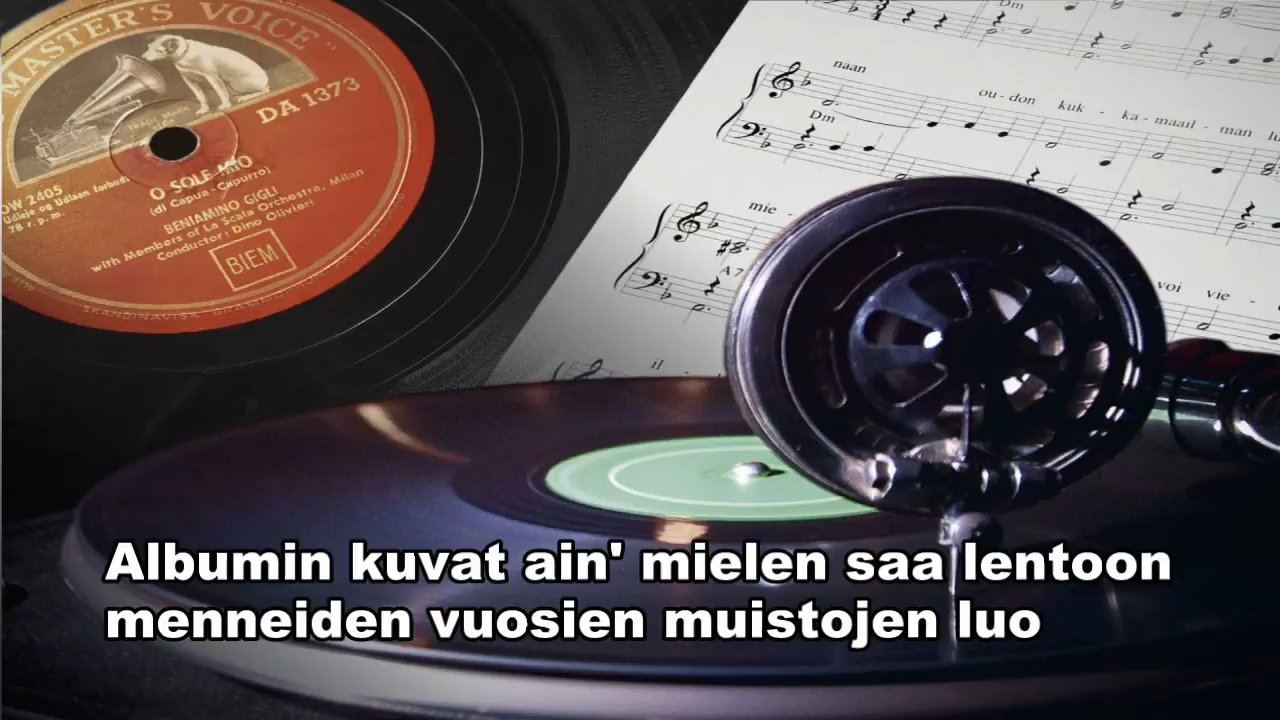 MASTER'S VOICE"
DA 1373
2405
78 r. p. m.
O SOLE MIO
(di Capua - Capurro)
BENIAMINO GIGLI
with Members of La Scala Orchestra, Milan
Conductor: Dino Olivieri
BIEM
Dm
naan
ou - don kuk - ka - maail - man
Dm
mie -
A 7
voi vie -
il
Albumin kuvat ain' mielen saa lentoon
menneiden vuosien muistojen luo